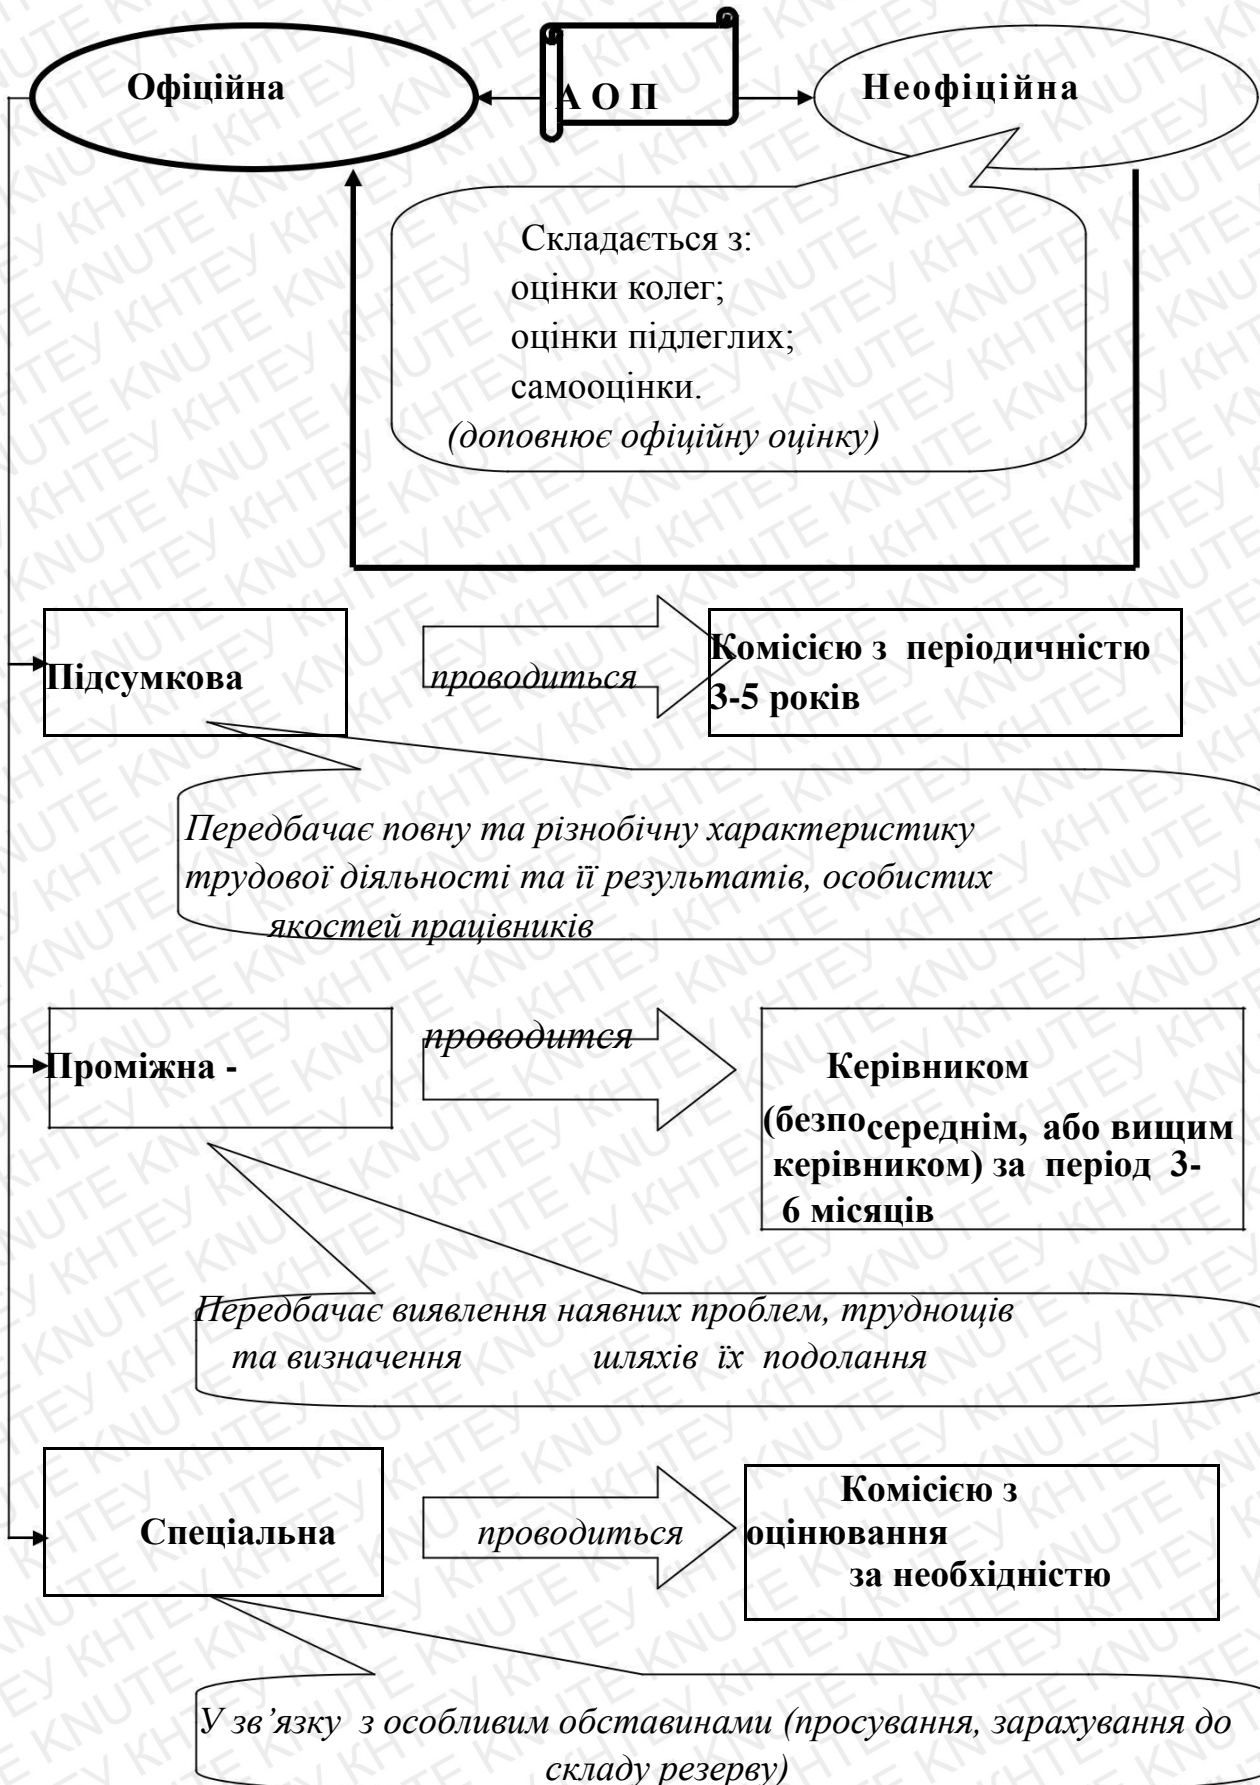 Офіційна
А О П
Неофіційна
Складається з:
оцінки колег;
оцінки підлеглих;
самооцінки.
(доповнює офіційну оцінку)
Підсумкова
проводиться
Комісією з періодичністю
3-5 років
Передбачає повну та різнобічну характеристику
трудової діяльності та її результатів, особистих
якостей працівників
Проміжна -
проводится
Керівником
(безпосереднім, або вищим
керівником) за період 3-
6 місяців
Передбачає виявлення наявних проблем, труднощів
та визначення шляхів їх подолання
Спеціальна
проводиться
Комісією з
оцінювання
за необхідністю
У зв’язку з особливим обставинами (просування, зарахування до
складу резерву)